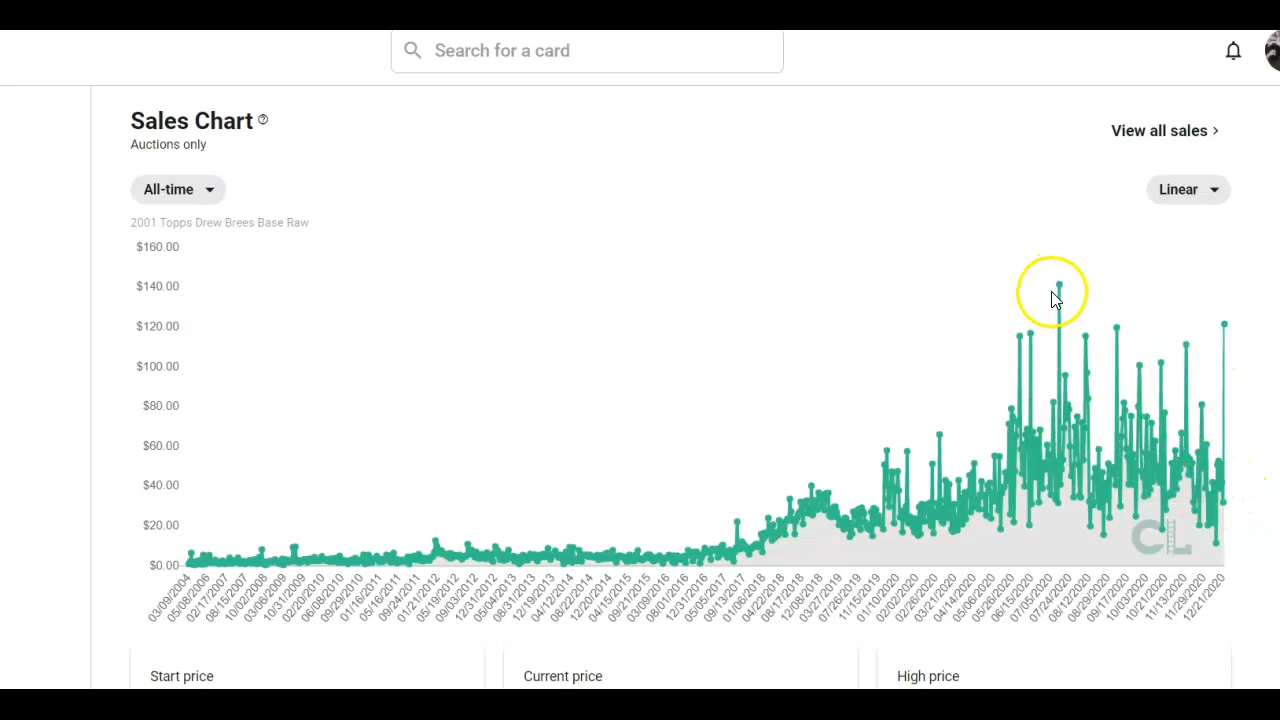 Search for a card
Sales Chart
Auctions only
View all sales
All-time
Linear
2001 Topps Drew Brees Base Raw
$160.00
$140.00
$120.00
$100.00
$80.00
$60.00
$40.00
$20.00
$0.00
03/09/2004 05/08/2006 02/17/2007 08/15/2007 10/02/2008 03/08/2009 10/31/2009 02/20/2010 06/08/2010 09/10/2010 01/16/2011 05/16/2011 09/24/2011 01/21/2012 05/19/2012 09/03/2012 12/31/2012 05/04/2013 08/31/2013 12/19/2013 04/12/2014 08/22/2014 12/20/2014 04/15/2015 09/21/2015 03/09/2016 08/01/2016 12/31/2016 05/05/2017 09/13/2017 01/06/2018 04/22/2018 08/17/2018 12/08/2018 03/27/2019 07/26/2019 11/15/2019 01/10/2020 02/02/2020 02/26/2020 03/21/2020 04/14/2020 05/06/2020 05/26/2020 06/15/2020 07/05/2020 07/24/2020 08/12/2020 08/29/2020 09/17/2020 10/03/2020 10/21/2020 11/13/2020 11/29/2020 12/21/2020
CL
Start price
Current price
High price